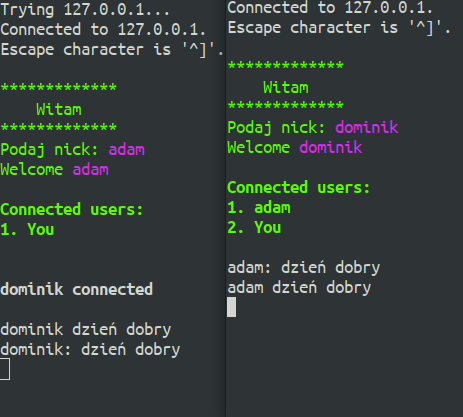 Trying 127.0.0.1...
Connected to 127.0.0.1.
Escape character is '^]'.
*************
Witam
*************
Podaj nick: adam
Welcome adam
Connected users:
1. You
dominik connected
dominik dzień dobry
dominik: dzień dobry
Connected to 127.0.0.1.
Escape character is '^]'.
*************
Witam
*************
Podaj nick: dominik
Welcome dominik
Connected users:
1. adam
2. You
adam: dzień dobry
adam dzień dobry